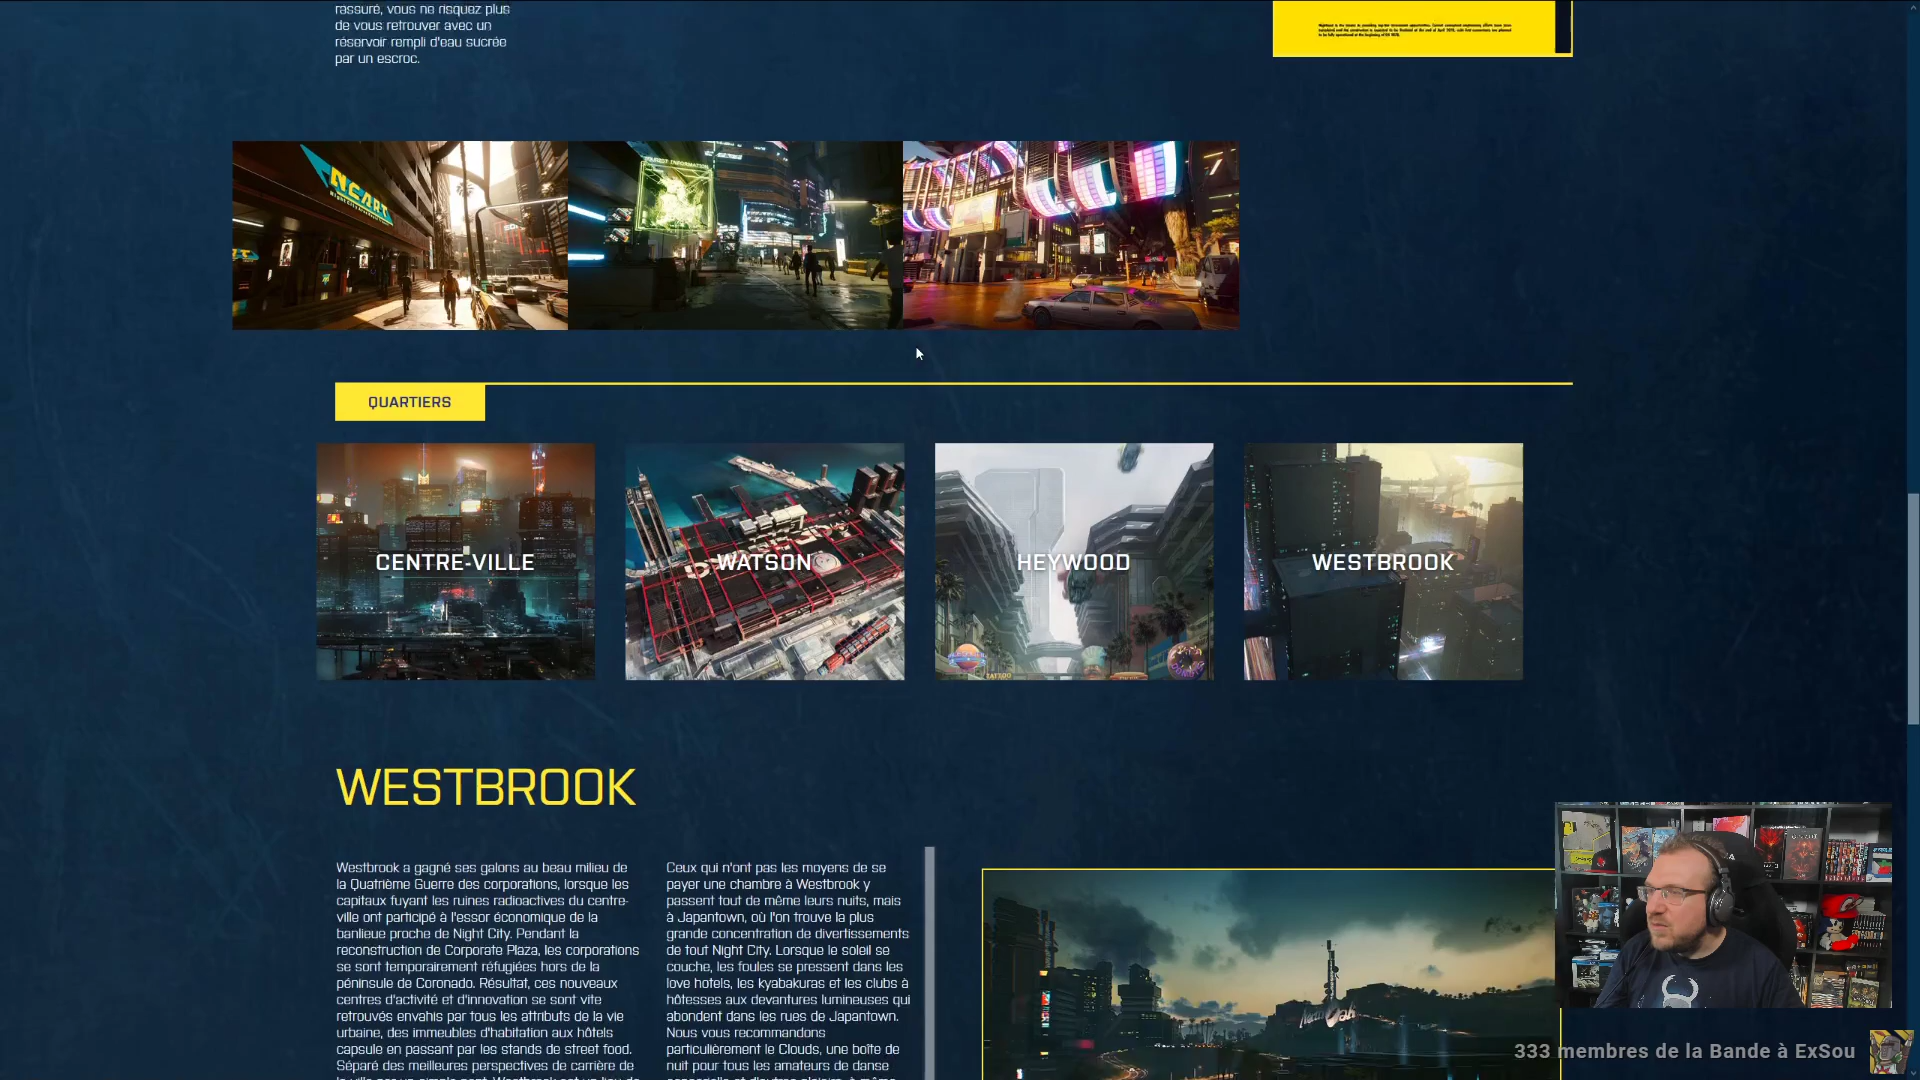 rassuré, vous ne risquez plus
de vous retrouver avec un
réservoir rempli d'eau sucrée
par un escroc.
NCART
TOURIST INFORMATION
QUARTIERS
CENTRE-VILLE
WATSON
HEYWOOD
WESTBROOK
TATTOO
WESTBROOK
Westbrook a gagné ses galons au beau milieu de
la Quatrième Guerre des corporations, lorsque les
capitaux fuyant les ruines radioactives du centre-
ville ont participé à l'essor économique de la
banlieue proche de Night City. Pendant la
reconstruction de Corporate Plaza, les corporations
se sont temporairement réfugiées hors de la
péninsule de Coronado. Résultat, ces nouveaux
centres d'activité et d'innovation se sont vite
retrouvés envahis par tous les attributs de la vie
urbaine, des immeubles d'habitation aux hôtels
capsule en passant par les stands de street food.
Séparé des meilleures perspectives de carrière de
Ceux qui n'ont pas les moyens de se
payer une chambre à Westbrook y
passent tout de même leurs nuits, mais
à Japantown, où l'on trouve la plus
grande concentration de divertissements
de tout Night City. Lorsque le soleil se
couche, les foules se pressent dans les
love hotels, les kyabakuras et les clubs à
hôtesses aux devantures lumineuses qui
abondent dans les rues de Japantown.
Nous vous recommandons
particulièrement le Clouds, une boîte de
nuit pour tous les amateurs de danse
North Oak
333 membres de la Bande à ExSou